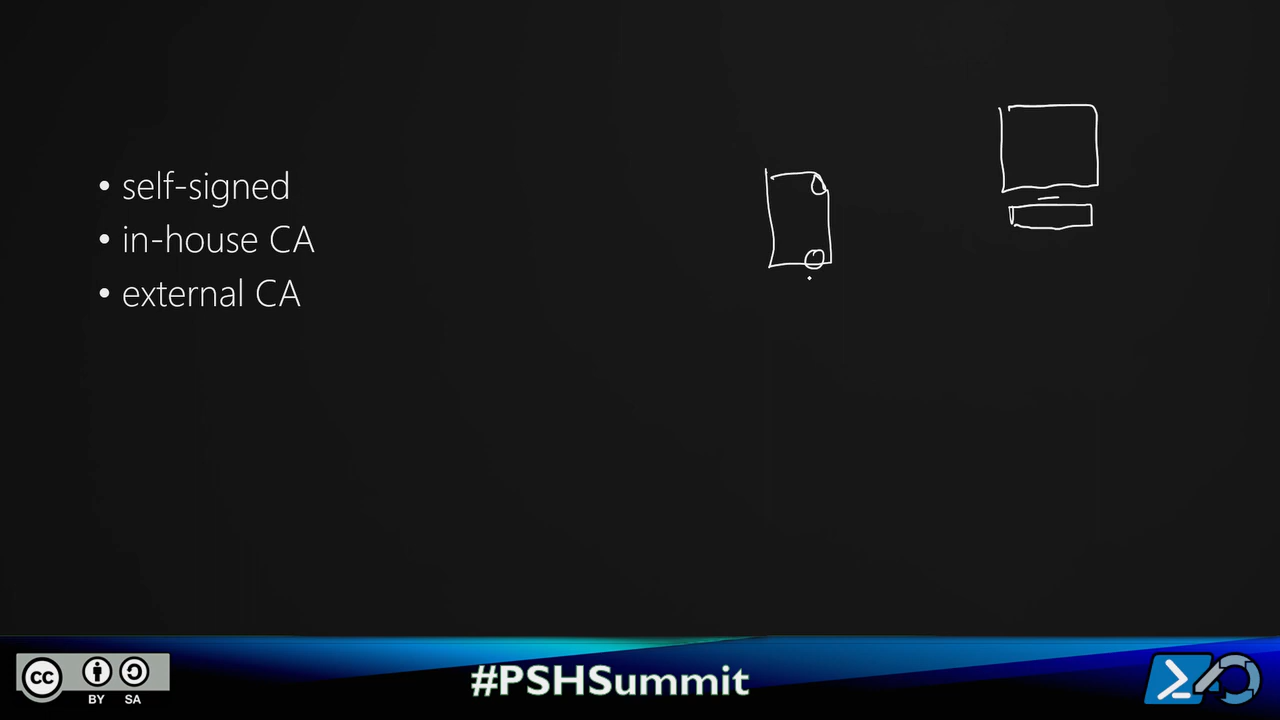 • self-signed
• in-house CA
• external CA
cc
BY SA
#PSHSummit